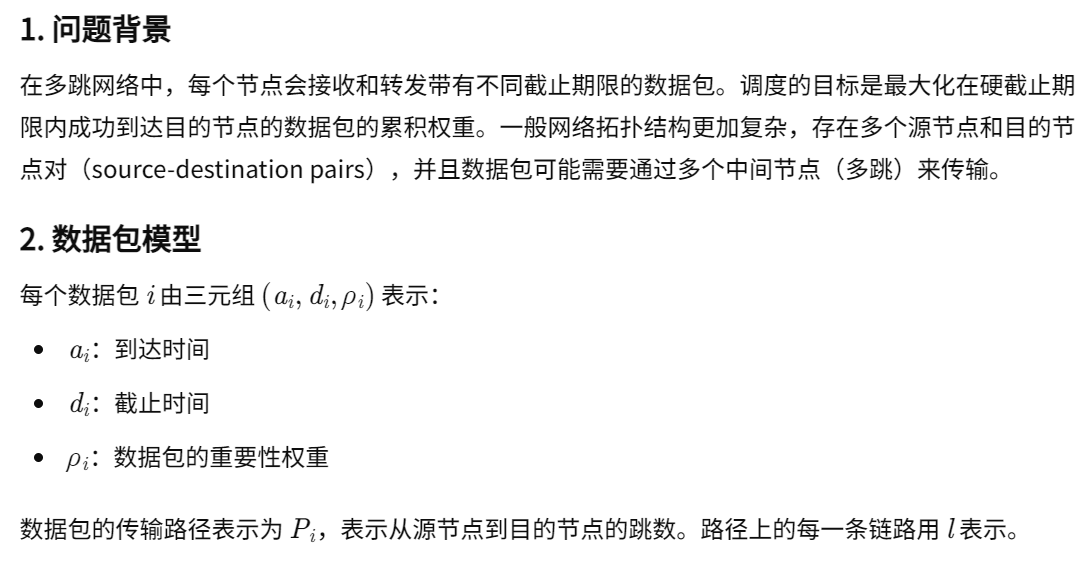 1. 问题背景
在多跳网络中，每个节点会接收和转发带有不同截止期限的数据包。调度的目标是最大化在硬截止期
限内成功到达目的节点的数据包的累积权重。一般网络拓扑结构更加复杂，存在多个源节点和目的节
点对（source-destination pairs），并且数据包可能需要通过多个中间节点（多跳）来传输。
2. 数据包模型
每个数据包 i 由三元组 (a_i, d_i, ρ_i) 表示：
• a_i：到达时间
• d_i：截止时间
• ρ_i：数据包的重要性权重
数据包的传输路径表示为 P_i，表示从源节点到目的节点的跳数。路径上的每一条链路用 l 表示。